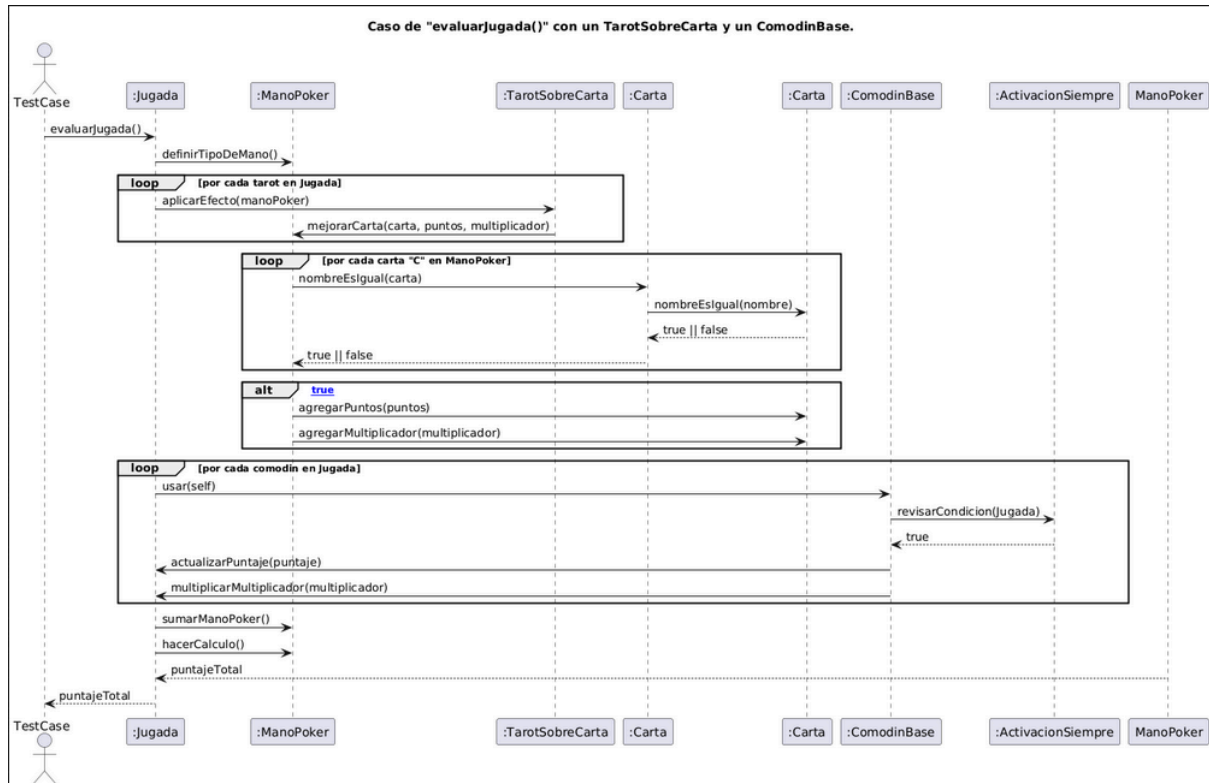 Caso de "evaluarJugada()" con un TarotSobreCarta y un ComodinBase.
TestCase :Jugada :ManoPoker :TarotSobreCarta :Carta :Carta :ComodinBase :ActivacionSiempre ManoPoker
evaluarJugada()
definirTipoDeMano()
loop [por cada tarot en Jugada]
aplicarEfecto(manoPoker)
mejorarCarta(carta, puntos, multiplicador)
loop [por cada carta "C" en ManoPoker]
nombreEsIgual(carta)
nombreEsIgual(nombre)
true || false
true || false
alt true
agregarPuntos(puntos)
agregarMultiplicador(multiplicador)
loop [por cada comodin en Jugada]
usar(self)
revisarCondicion(Jugada)
true
actualizarPuntaje(puntaje)
multiplicarMultiplicador(multiplicador)
sumarManoPoker()
hacerCalculo()
puntajeTotal
puntajeTotal
TestCase :Jugada :ManoPoker :TarotSobreCarta :Carta :Carta :ComodinBase :ActivacionSiempre ManoPoker